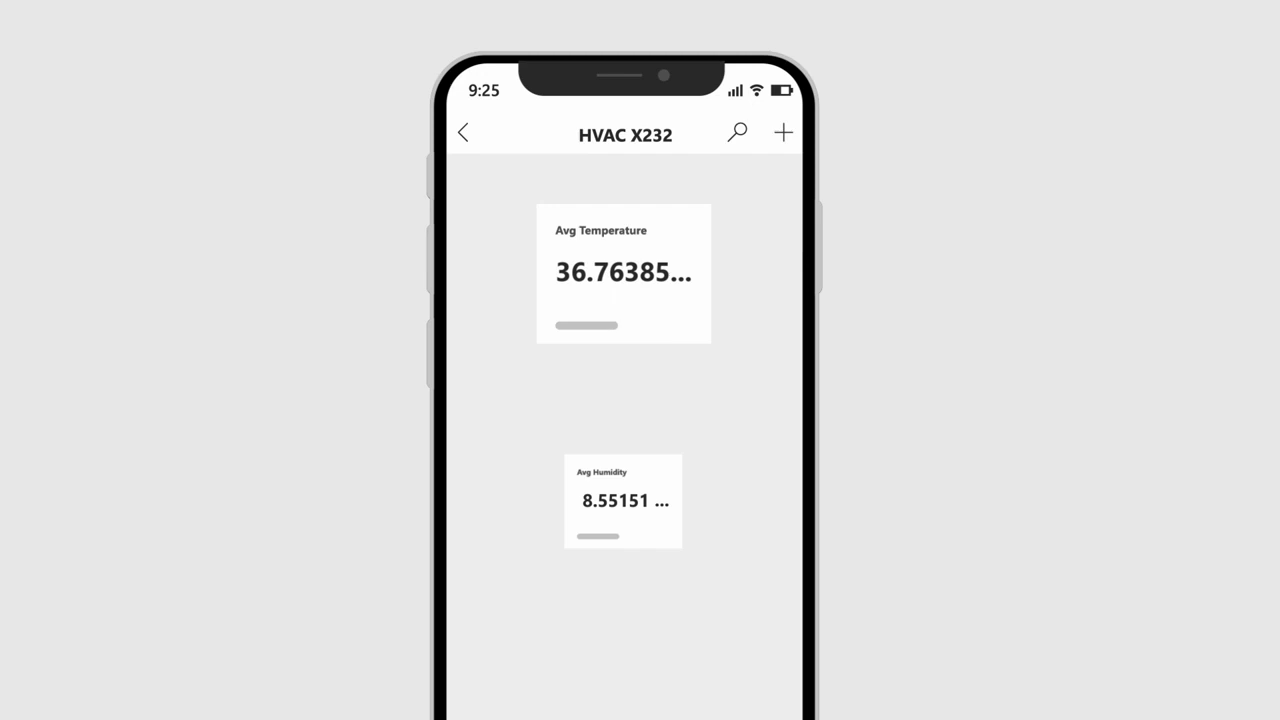 9:25
HVAC X232
Avg Temperature
36.76385...
Avg Humidity
8.55151 ...